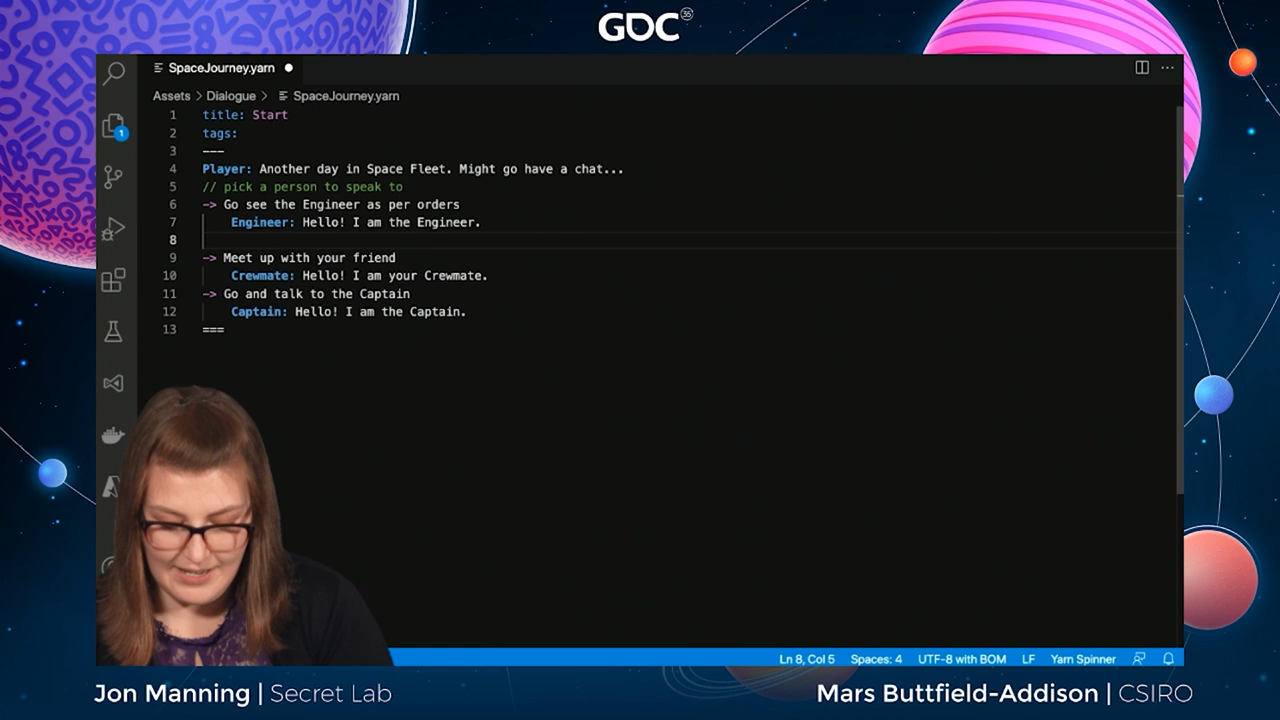 GDC 35
SpaceJourney.yarn
Assets > Dialogue > SpaceJourney.yarn
1 title: Start
2 tags:
3 ---
4 Player: Another day in Space Fleet. Might go have a chat...
5 // pick a person to speak to
6 -> Go see the Engineer as per orders
7 Engineer: Hello! I am the Engineer.
8
9 -> Meet up with your friend
10 Crewmate: Hello! I am your Crewmate.
11 -> Go and talk to the Captain
12 Captain: Hello! I am the Captain.
13 ===
1
Ln 8, Col 5 Spaces: 4 UTF-8 with BOM LF Yarn Spinner
Jon Manning | Secret Lab
Mars Buttfield-Addison | CSIRO